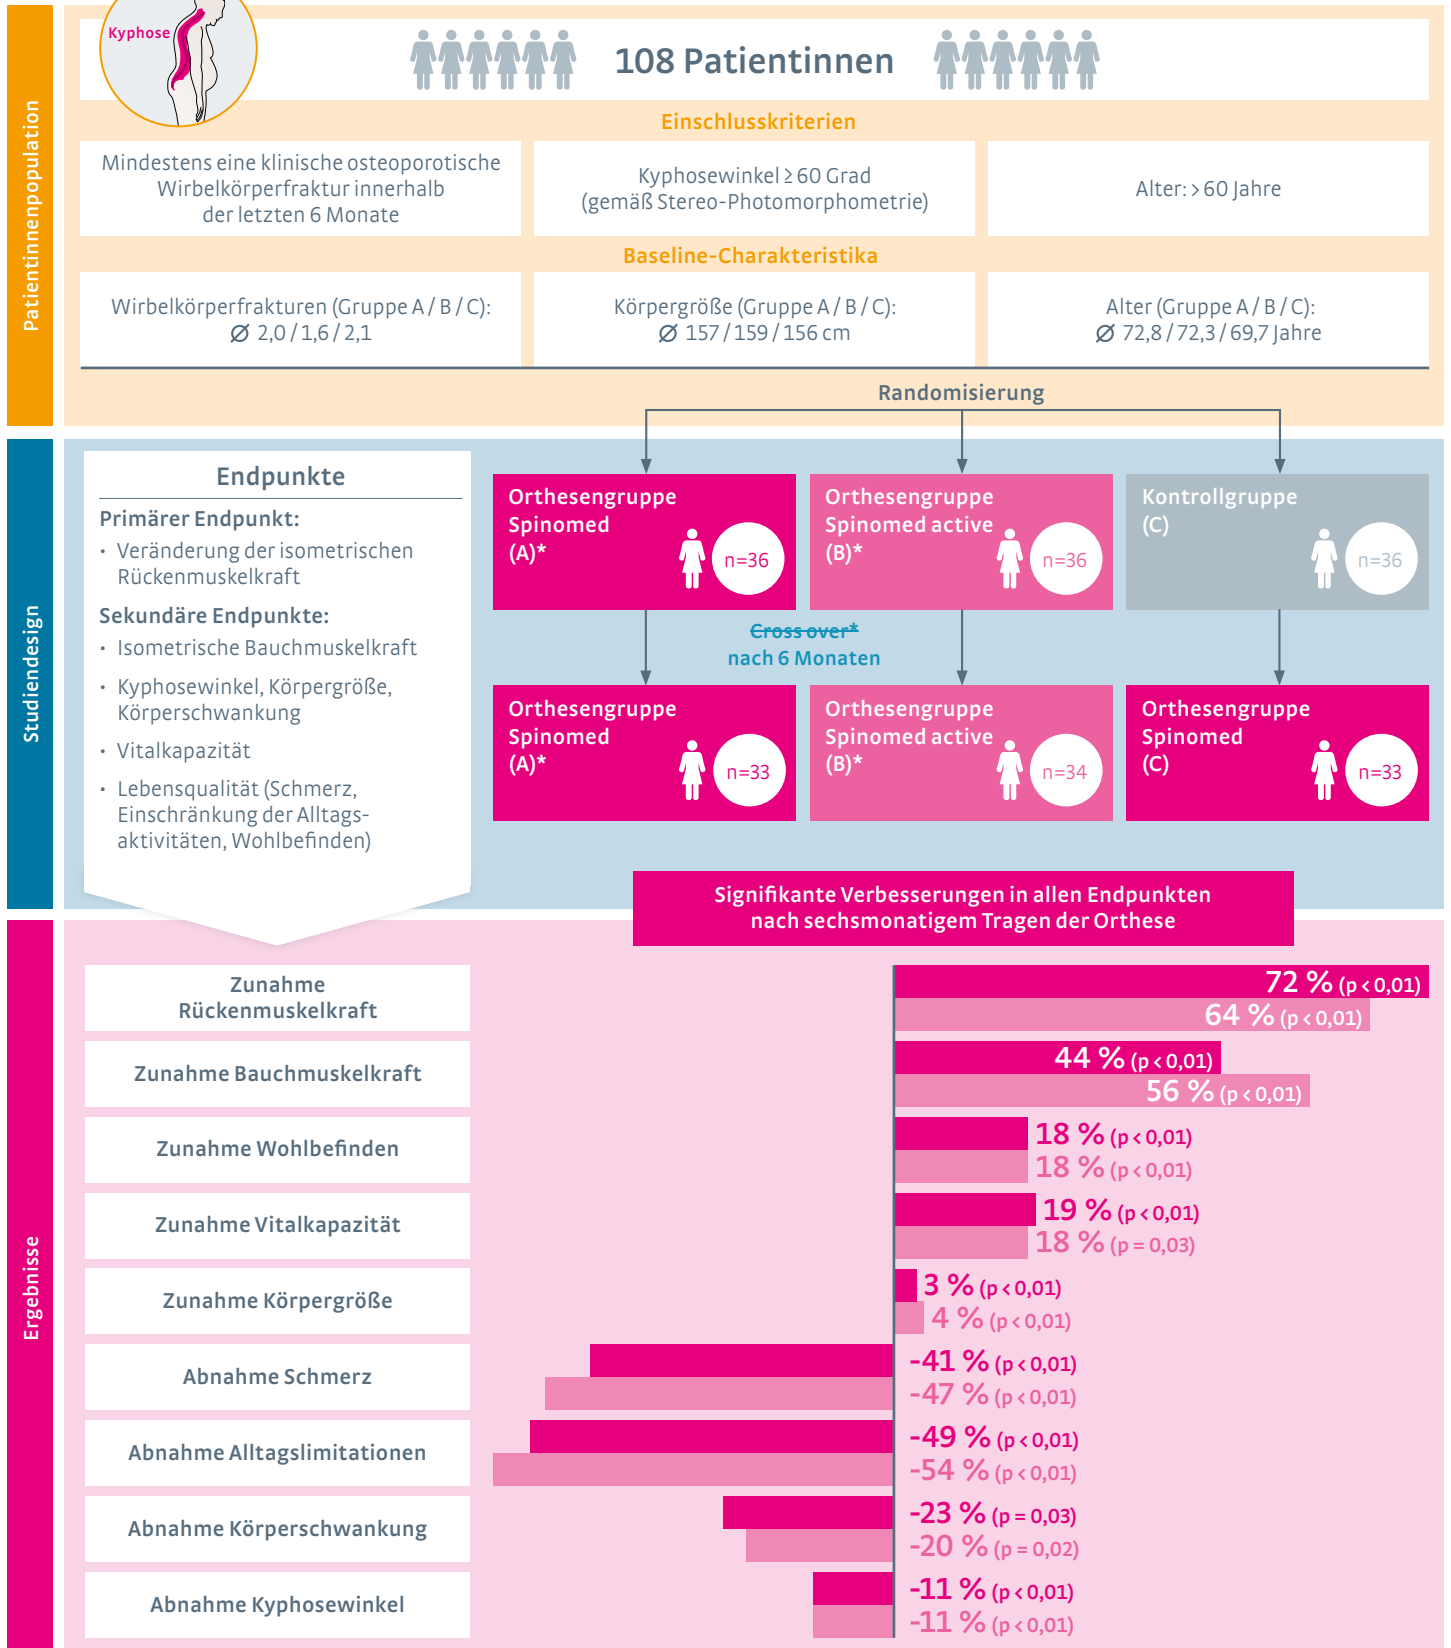 Kyphose
108 Patientinnen
Patientinnenpopulation
Einschlusskriterien
Mindestens eine klinische osteoporotische
Wirbelkörperfraktur innerhalb
der letzten 6 Monate
Kyphosewinkel ≥ 60 Grad
(gemäß Stereo-Photomorphometrie)
Alter: > 60 Jahre
Baseline-Charakteristika
Wirbelkörperfrakturen (Gruppe A / B / C):
Ø 2,0 / 1,6 / 2,1
Körpergröße (Gruppe A / B / C):
Ø 157 / 159 / 156 cm
Alter (Gruppe A / B / C):
Ø 72,8 / 72,3 / 69,7 Jahre
Randomisierung
Studiendesign
Endpunkte
Primärer Endpunkt:
• Veränderung der isometrischen
Rückenmuskelkraft
Sekundäre Endpunkte:
• Isometrische Bauchmuskelkraft
• Kyphosewinkel, Körpergröße,
Körperschwankung
• Vitalkapazität
• Lebensqualität (Schmerz,
Einschränkung der Alltags-
aktivitäten, Wohlbefinden)
Orthesengruppe
Spinomed
(A)*
n=36
Orthesengruppe
Spinomed active
(B)*
n=36
Kontrollgruppe
(C)
n=36
Cross over*
nach 6 Monaten
Orthesengruppe
Spinomed
(A)*
n=33
Orthesengruppe
Spinomed active
(B)*
n=34
Orthesengruppe
Spinomed
(C)
n=33
Signifikante Verbesserungen in allen Endpunkten
nach sechsmonatigem Tragen der Orthese
Ergebnisse
Zunahme
Rückenmuskelkraft
72 % (p < 0,01)
64 % (p < 0,01)
Zunahme Bauchmuskelkraft
44 % (p < 0,01)
56 % (p < 0,01)
Zunahme Wohlbefinden
18 % (p < 0,01)
18 % (p < 0,01)
Zunahme Vitalkapazität
19 % (p < 0,01)
18 % (p = 0,03)
Zunahme Körpergröße
3 % (p < 0,01)
4 % (p < 0,01)
Abnahme Schmerz
-41 % (p < 0,01)
-47 % (p < 0,01)
Abnahme Alltagslimitationen
-49 % (p < 0,01)
-54 % (p < 0,01)
Abnahme Körperschwankung
-23 % (p = 0,03)
-20 % (p = 0,02)
Abnahme Kyphosewinkel
-11 % (p < 0,01)
-11 % (p < 0,01)